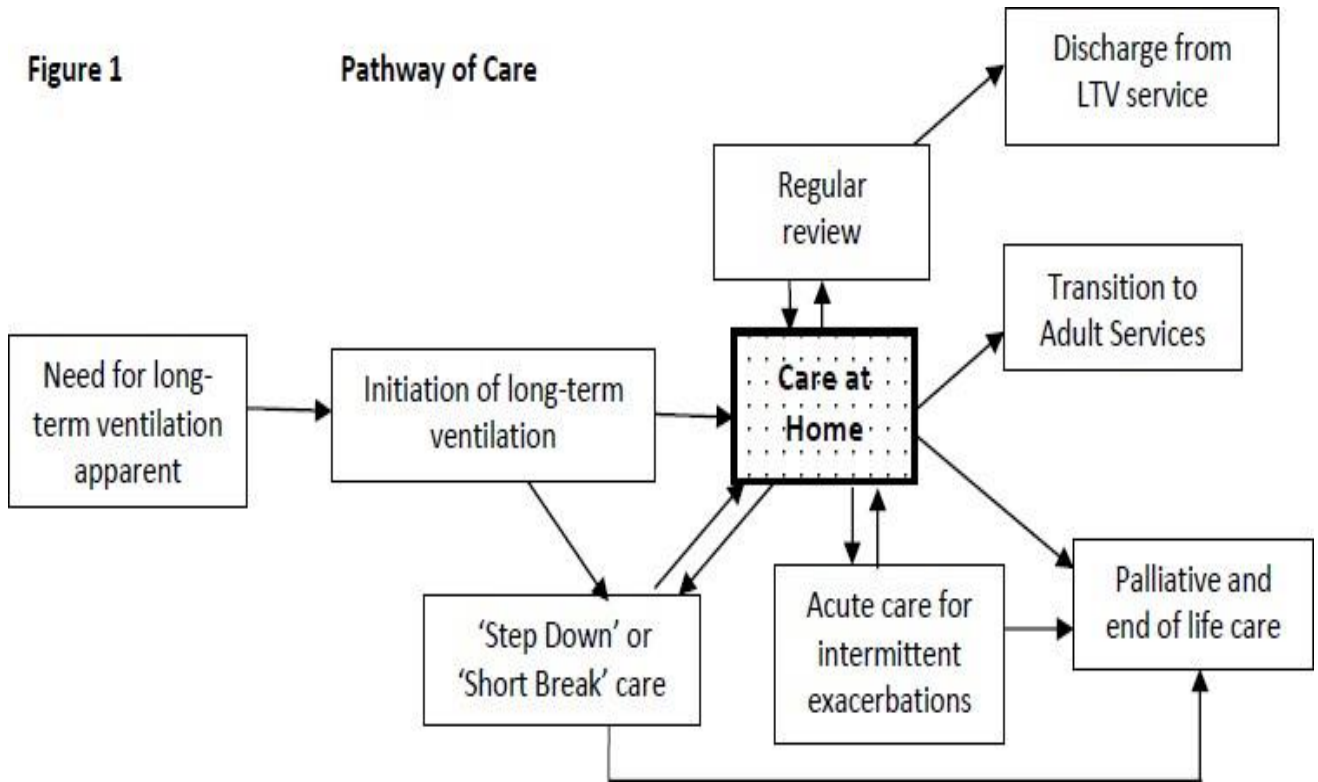 Figure 1
Pathway of Care
Discharge from
LTV service
Regular
review
Transition to
Adult Services
Need for long-
term ventilation
apparent
Initiation of long-term
ventilation
Care at
Home
'Step Down' or
'Short Break' care
Acute care for
intermittent
exacerbations
Palliative and
end of life care